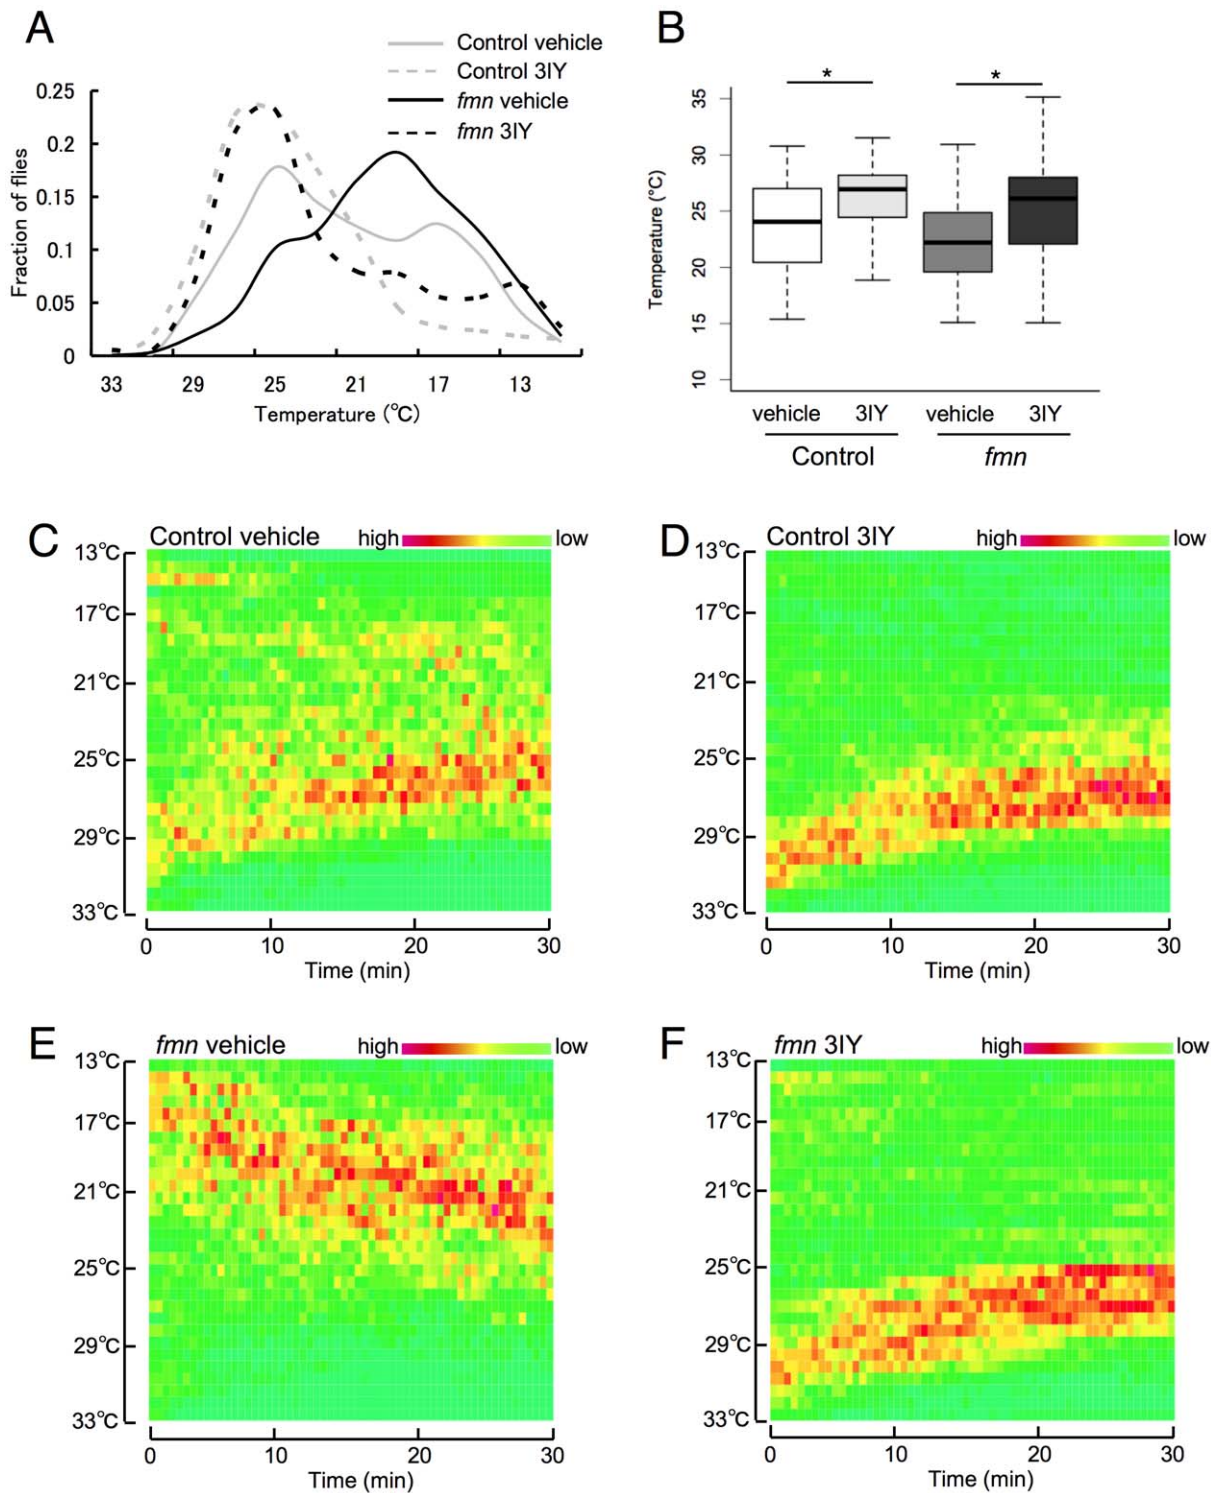 A
Control vehicle
Control 3IY
fmn vehicle
fmn 3IY
Fraction of flies
0.25
0.2
0.15
0.1
0.05
0
33 29 25 21 17 13
Temperature (℃)
B
* *
Temperature (℃)
35
30
25
20
15
10
vehicle 3IY vehicle 3IY
Control fmn
C
Control vehicle high low
13℃
17℃
21℃
25℃
29℃
33℃
0 10 20 30
Time (min)
D
Control 3IY high low
13℃
17℃
21℃
25℃
29℃
33℃
0 10 20 30
Time (min)
E
fmn vehicle high low
13℃
17℃
21℃
25℃
29℃
33℃
0 10 20 30
Time (min)
F
fmn 3IY high low
13℃
17℃
21℃
25℃
29℃
33℃
0 10 20 30
Time (min)